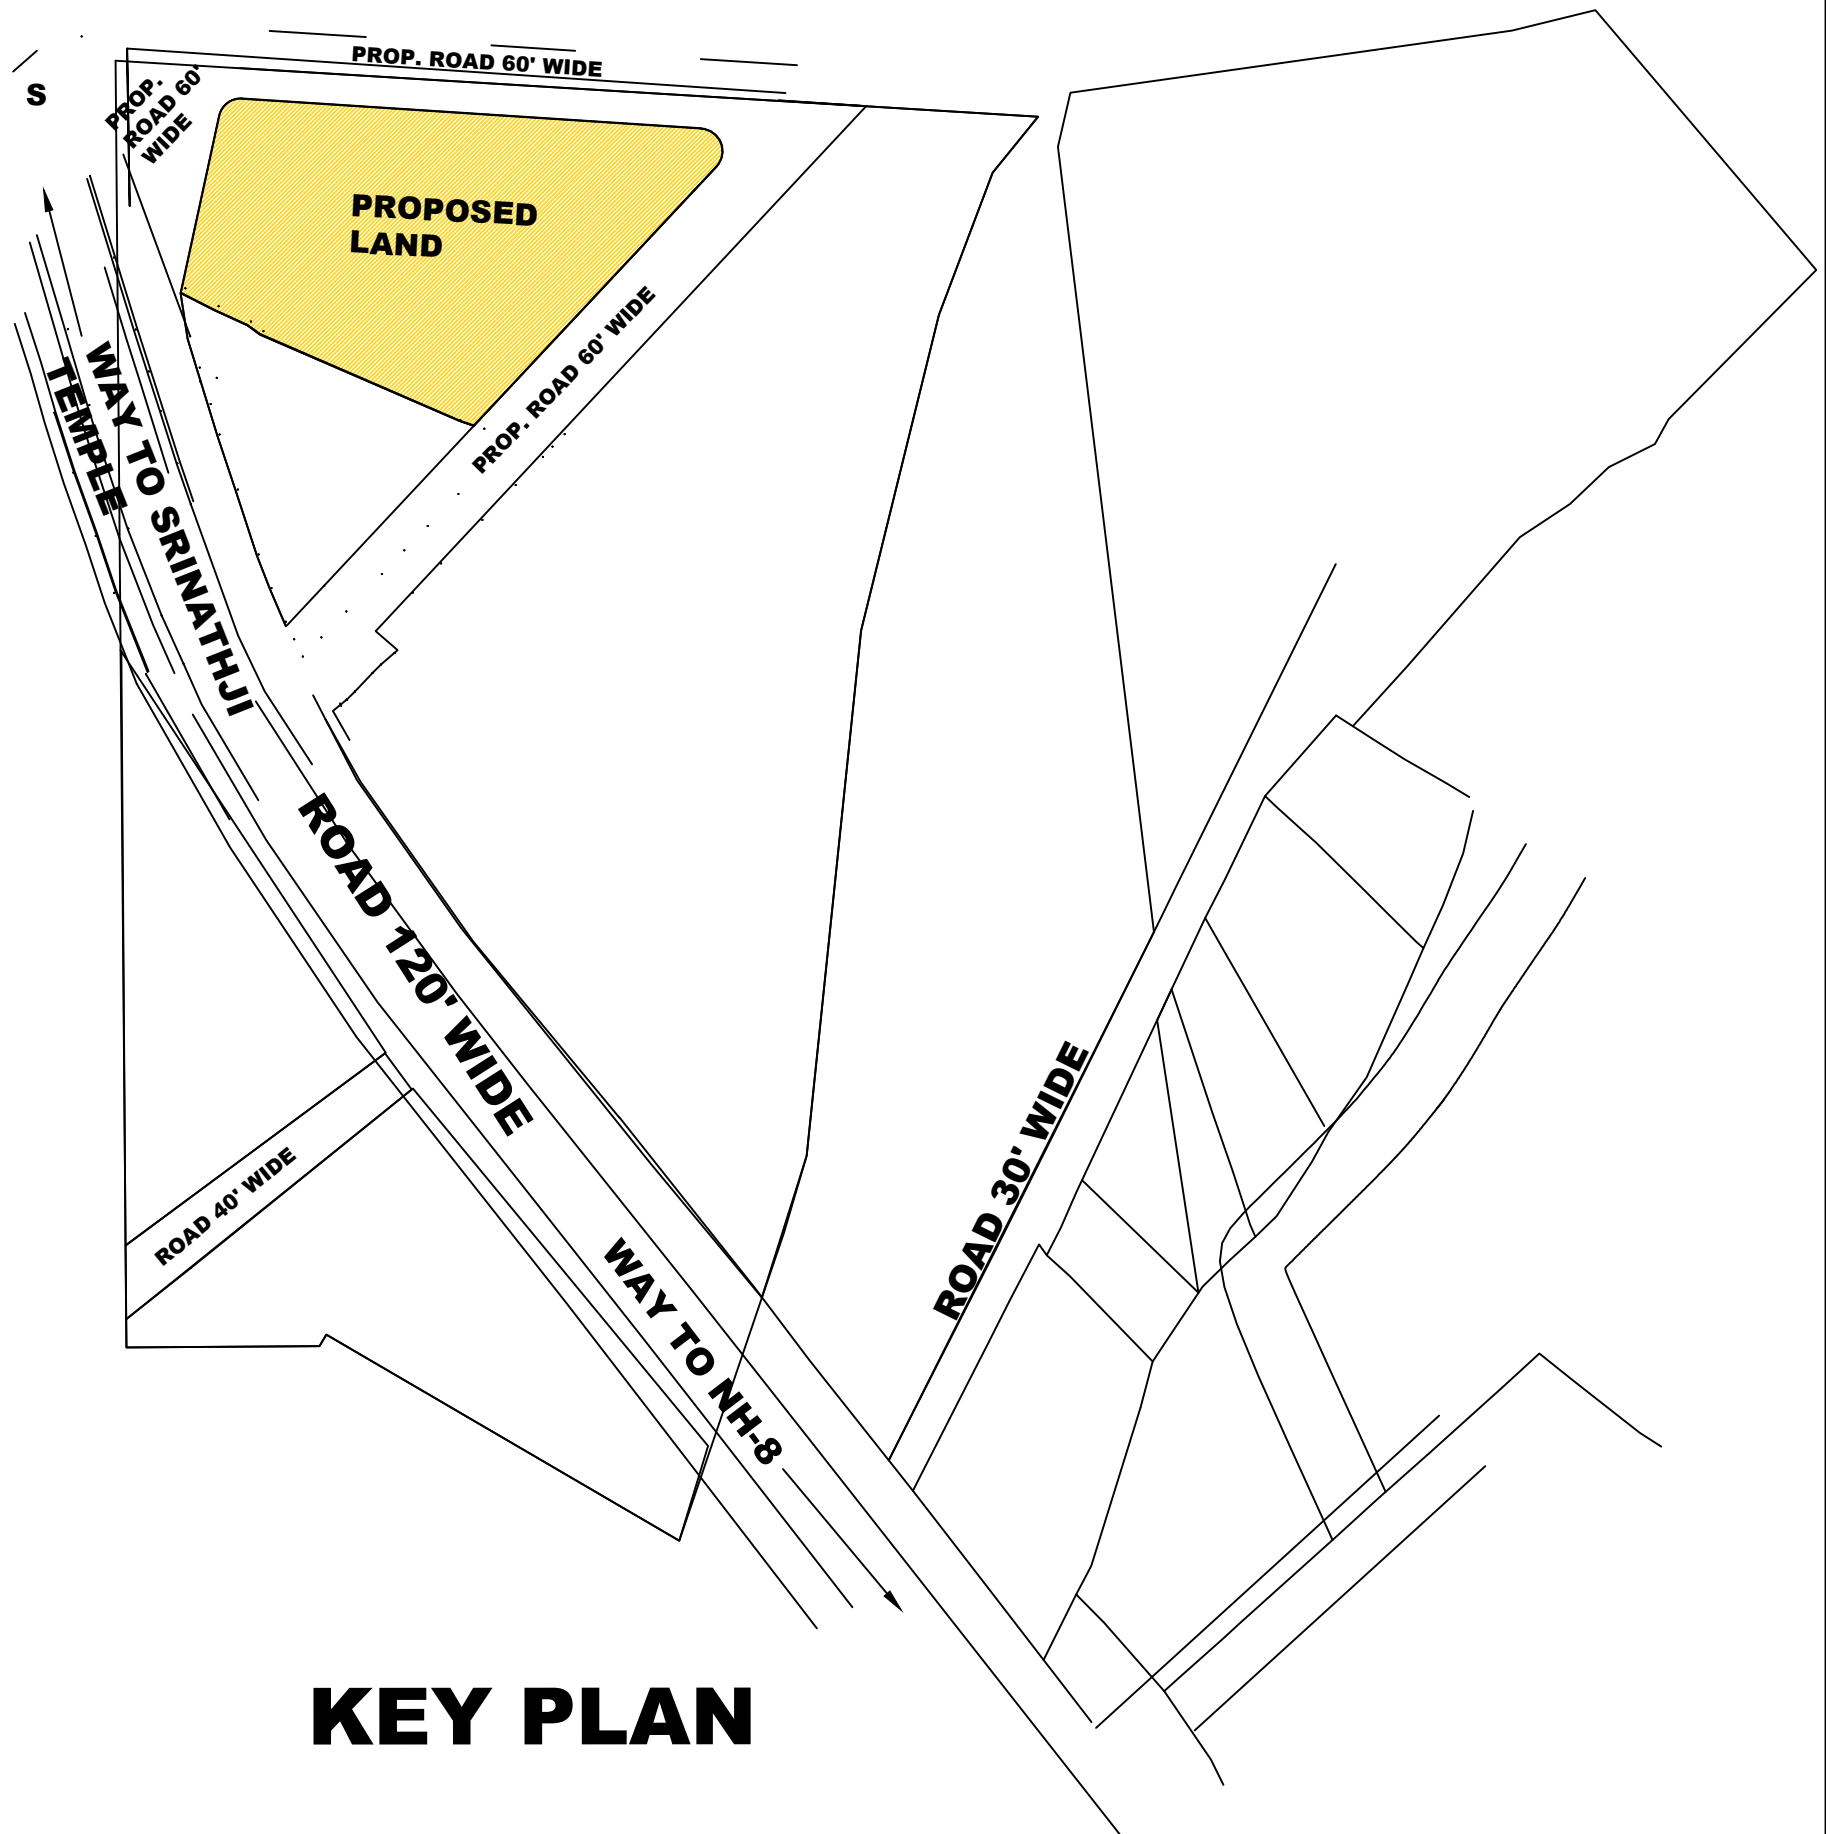 PROP. ROAD 60' WIDE
S
PROP.
ROAD 60'
WIDE
PROPOSED
LAND
PROP. ROAD 60' WIDE
WAY TO SRINATHJI
TEMPLE
ROAD 120' WIDE
ROAD 30' WIDE
ROAD 40' WIDE
WAY TO NH-8
KEY PLAN